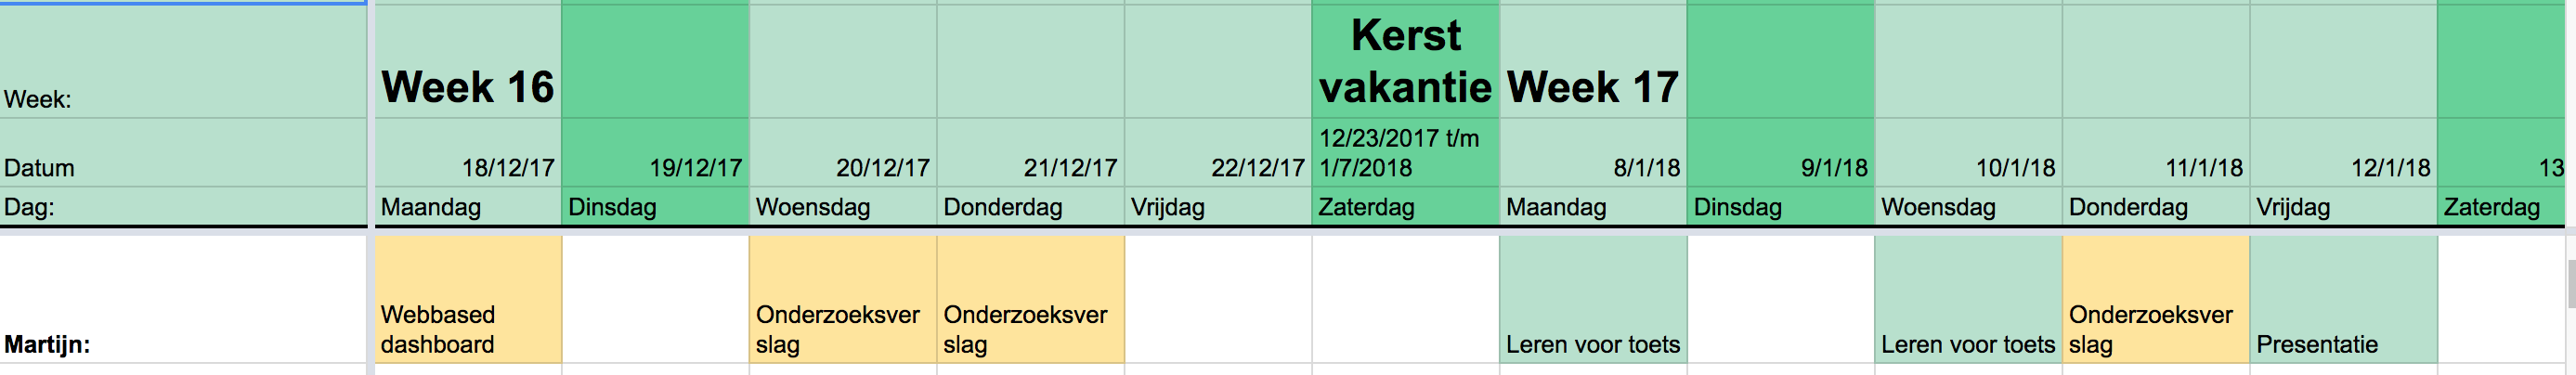 Week:
Week 16
Kerst
vakantie
Week 17
Datum
18/12/17
19/12/17
20/12/17
21/12/17
22/12/17
12/23/2017 t/m
1/7/2018
8/1/18
9/1/18
10/1/18
11/1/18
12/1/18
13
Dag:
Maandag
Dinsdag
Woensdag
Donderdag
Vrijdag
Zaterdag
Maandag
Dinsdag
Woensdag
Donderdag
Vrijdag
Zaterdag
Martijn:
Webbased
dashboard
Onderzoeksver
slag
Onderzoeksver
slag
Leren voor toets
Leren voor toets
Onderzoeksver
slag
Presentatie